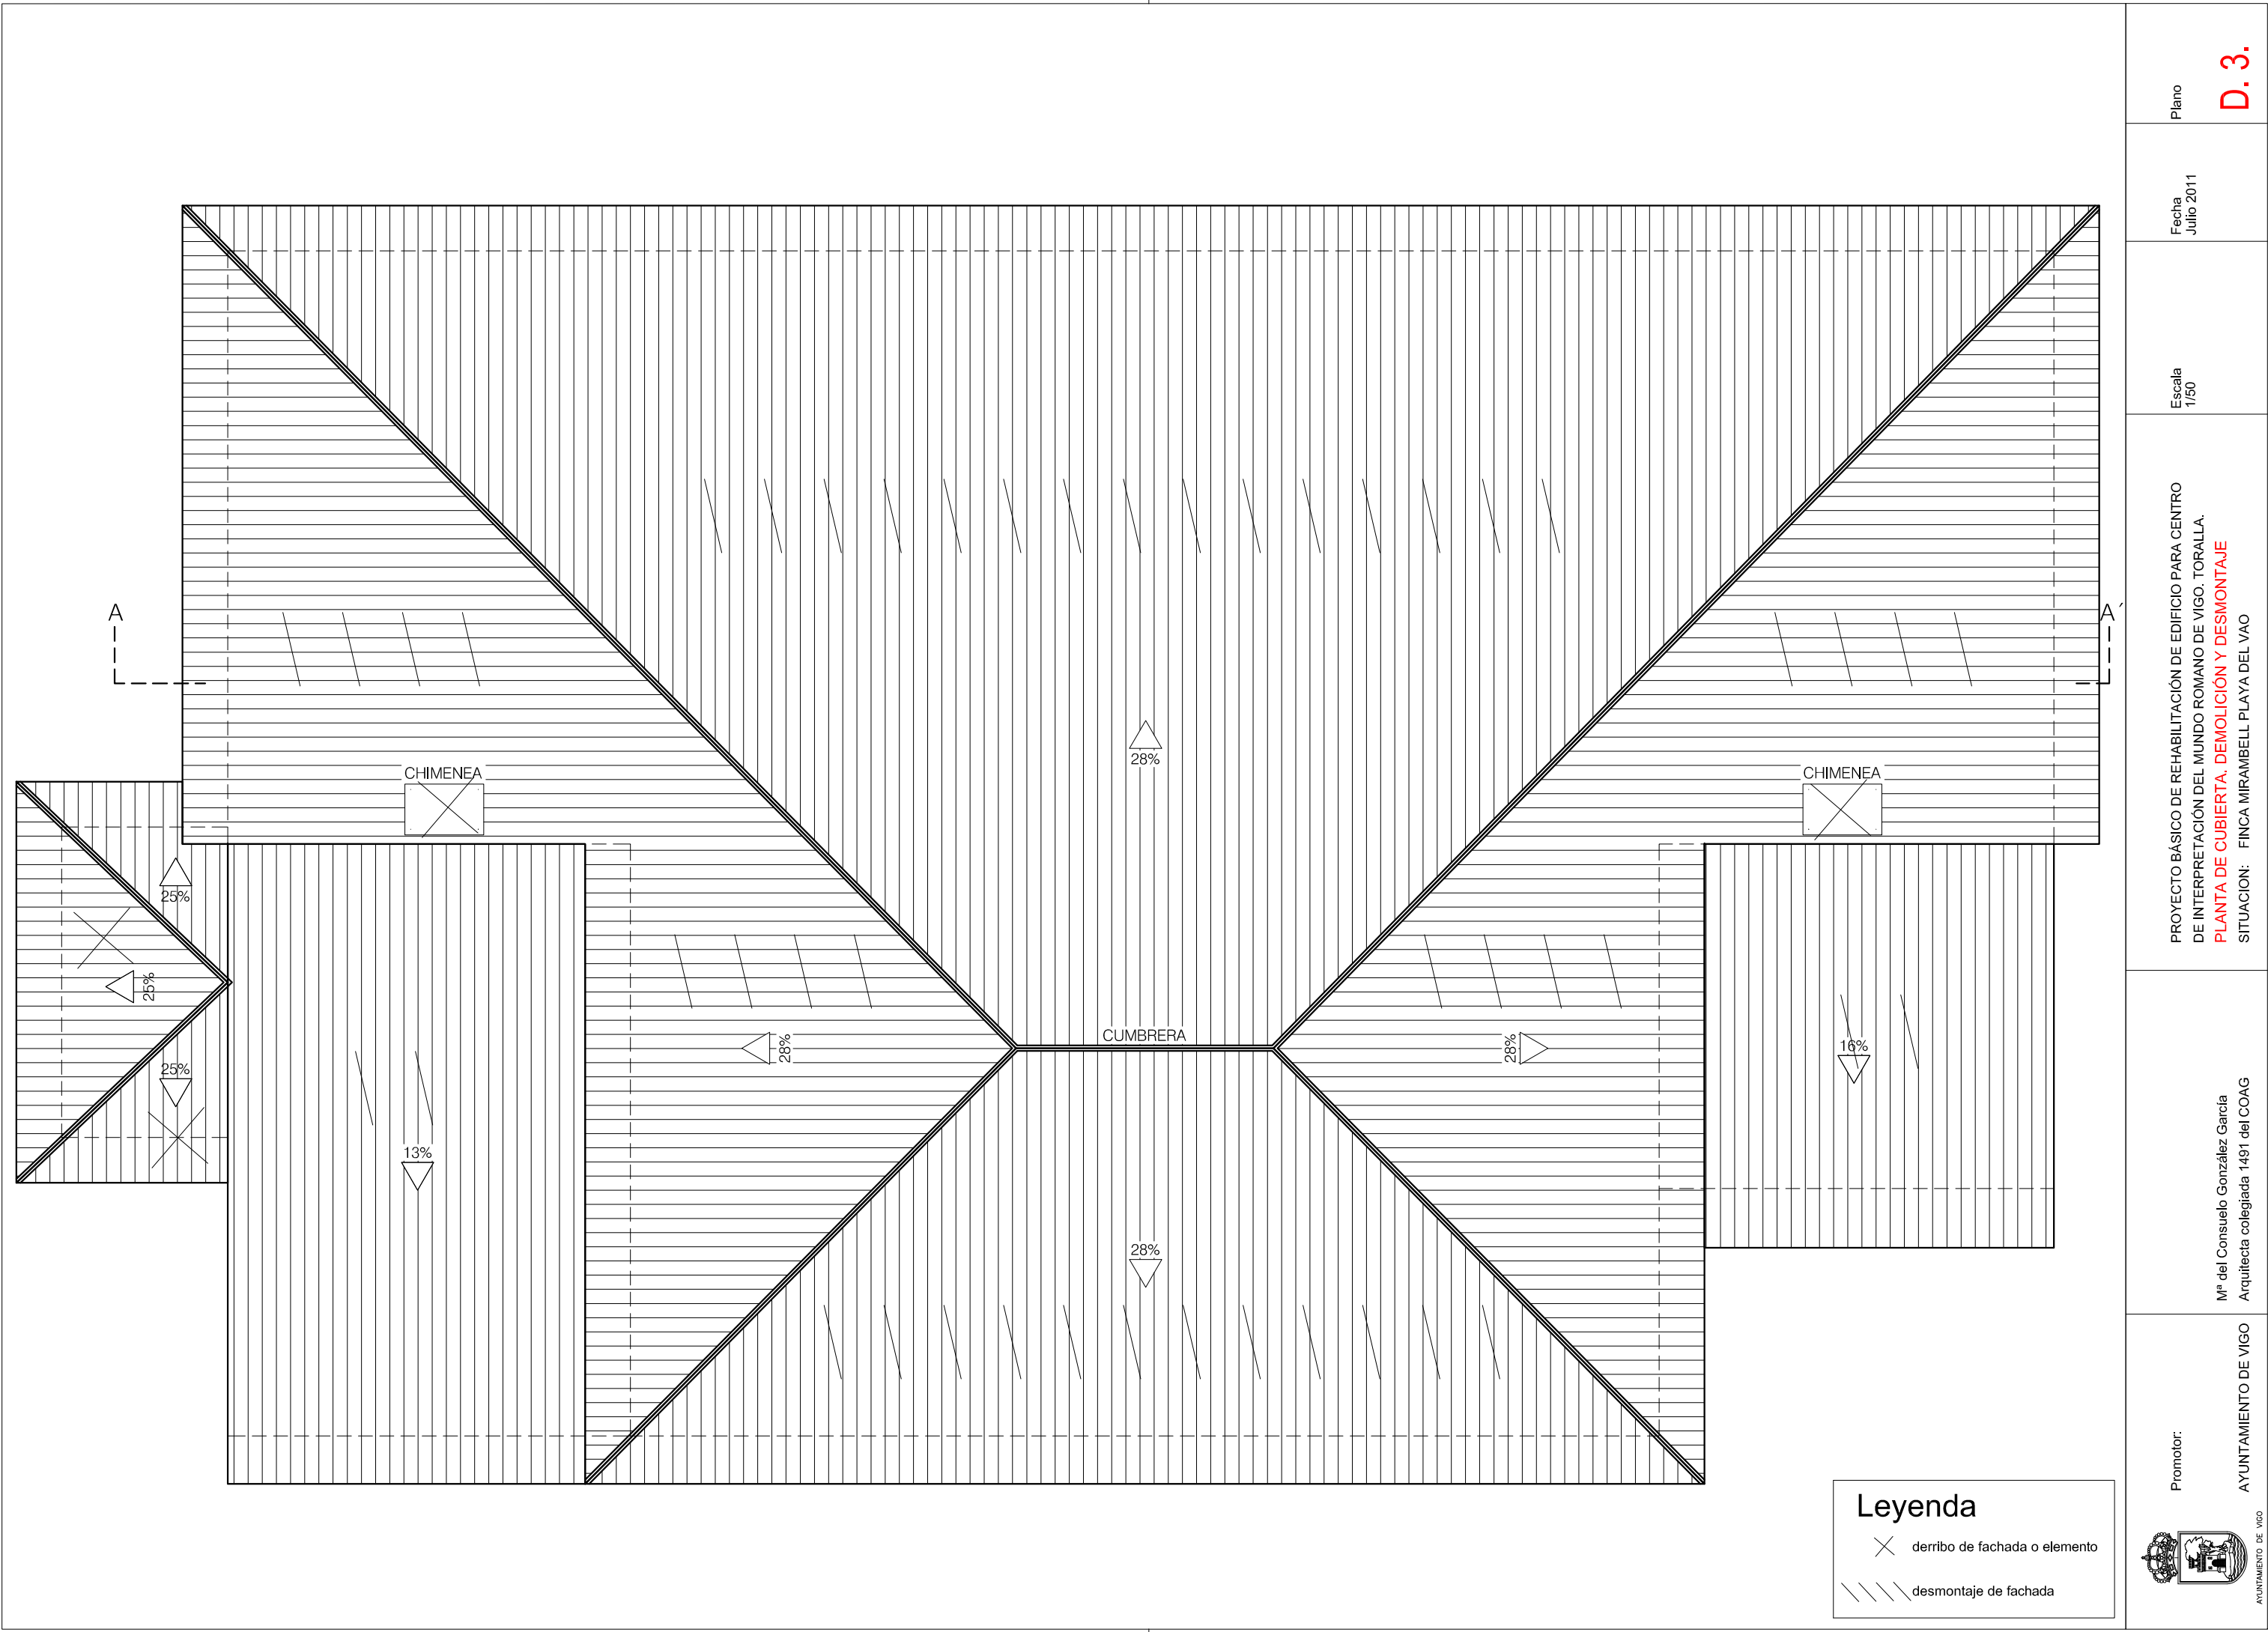 A
A´
CHIMENEA
CHIMENEA
28%
25%
25%
25%
CUMBRERA
28%
28%
16%
13%
28%
Leyenda
derribo de fachada o elemento
desmontaje de fachada
Promotor:
AYUNTAMIENTO DE VIGO
AYUNTAMIENTO DE VIGO
Mª del Consuelo González García
Arquitecta colegiada 1491 del COAG
PROYECTO BÁSICO DE REHABILITACIÓN DE EDIFICIO PARA CENTRO
DE INTERPRETACIÓN DEL MUNDO ROMANO DE VIGO. TORALLA.
PLANTA DE CUBIERTA. DEMOLICIÓN Y DESMONTAJE
SITUACION: FINCA MIRAMBELL PLAYA DEL VAO
Escala
1/50
Fecha
Julio 2011
Plano
D. 3.